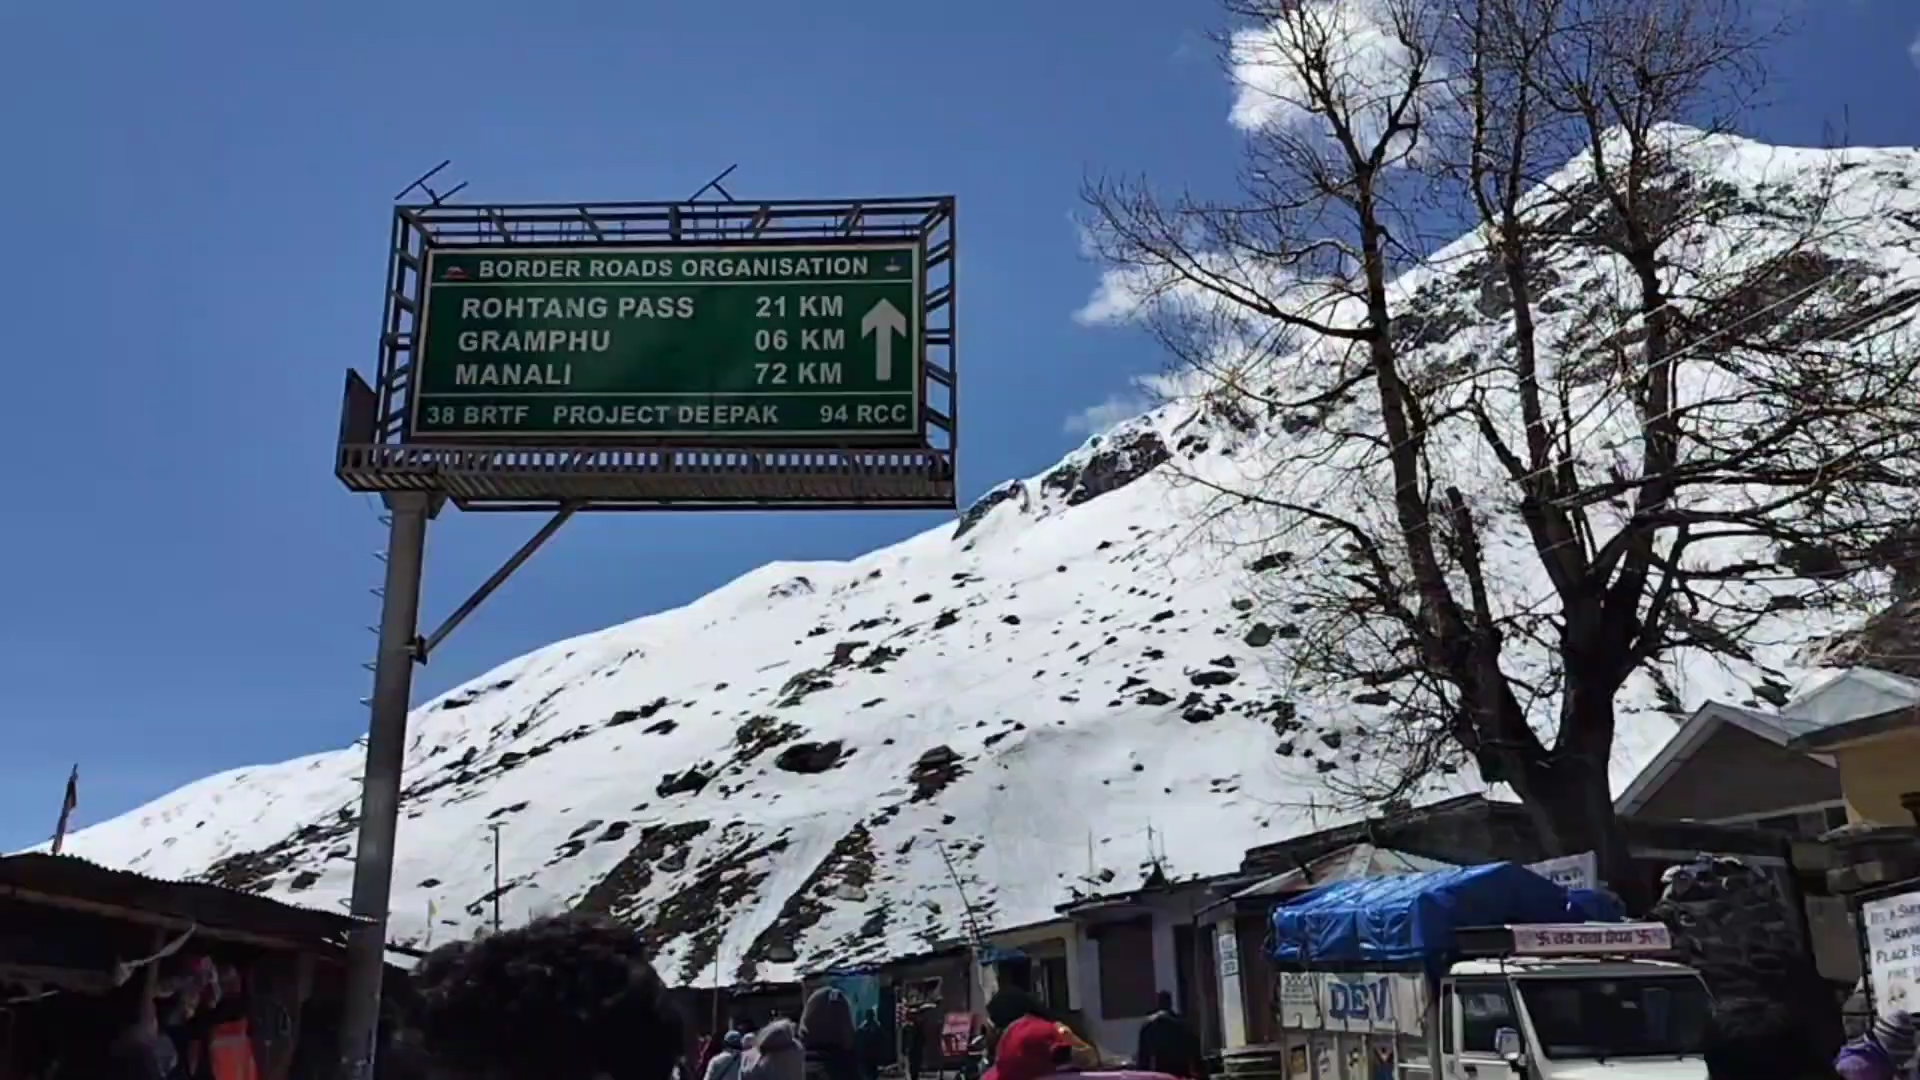 BORDER ROADS ORGANISATION
ROHTANG PASS 21 KM
GRAMPHU 06 KM
MANALI 72 KM
38 BRTF PROJECT DEEPAK 94 RCC
DEV
PLACE